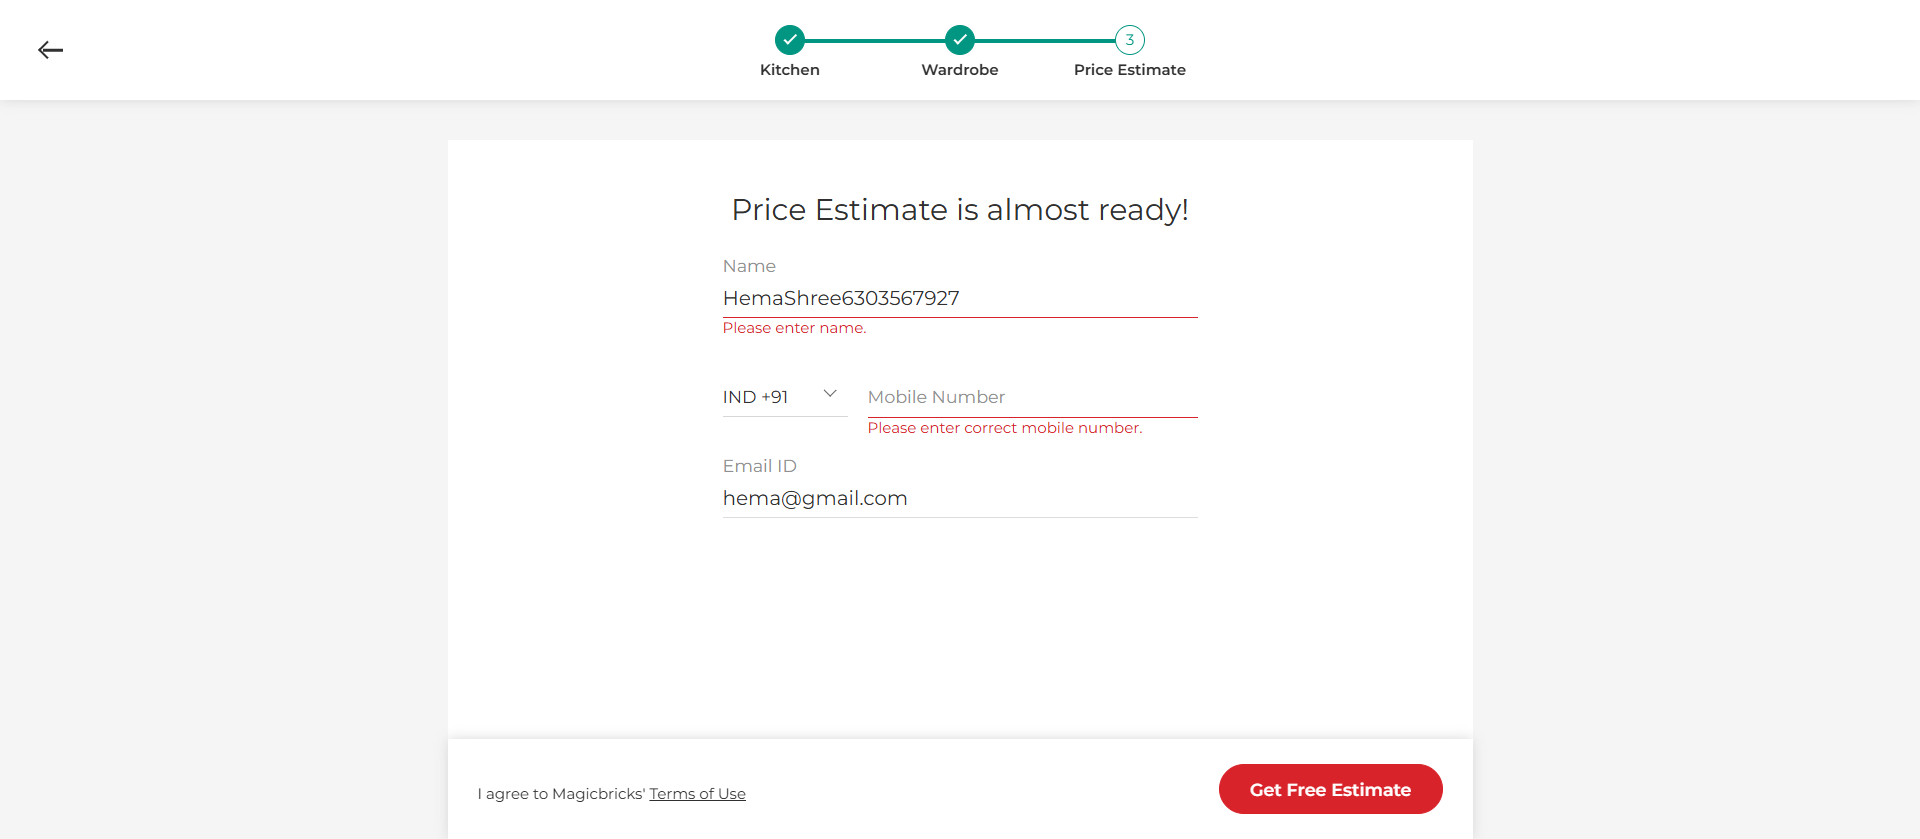 3
Kitchen
Wardrobe
Price Estimate
Price Estimate is almost ready!
Name
HemaShree6303567927
Please enter name.
IND +91
Mobile Number
Please enter correct mobile number.
Email ID
hema@gmail.com
I agree to Magicbricks' Terms of Use
Get Free Estimate